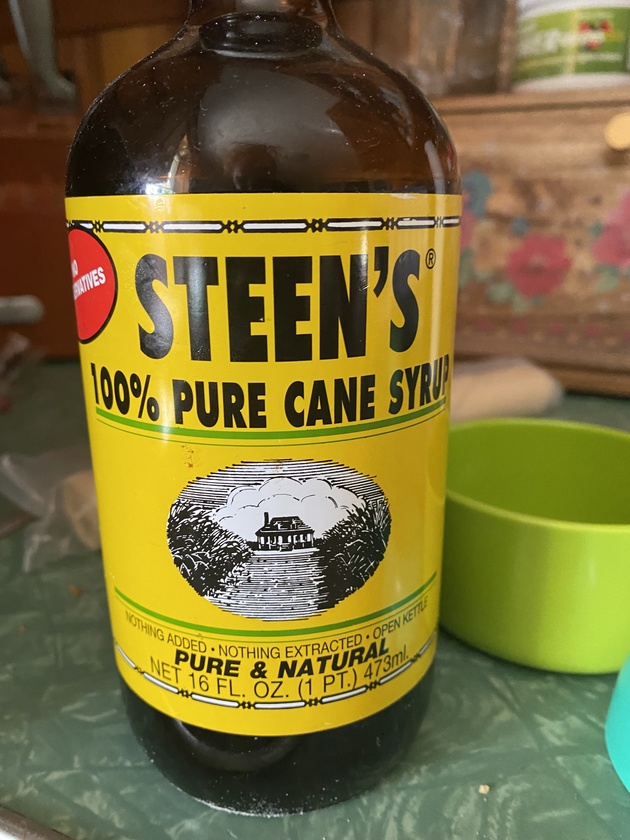 STEEN'S®
100% PURE CANE SYRUP
NOTHING ADDED • NOTHING EXTRACTED • OPEN KETTLE
PURE & NATURAL
NET 16 FL. OZ. (1 PT.) 473ml.